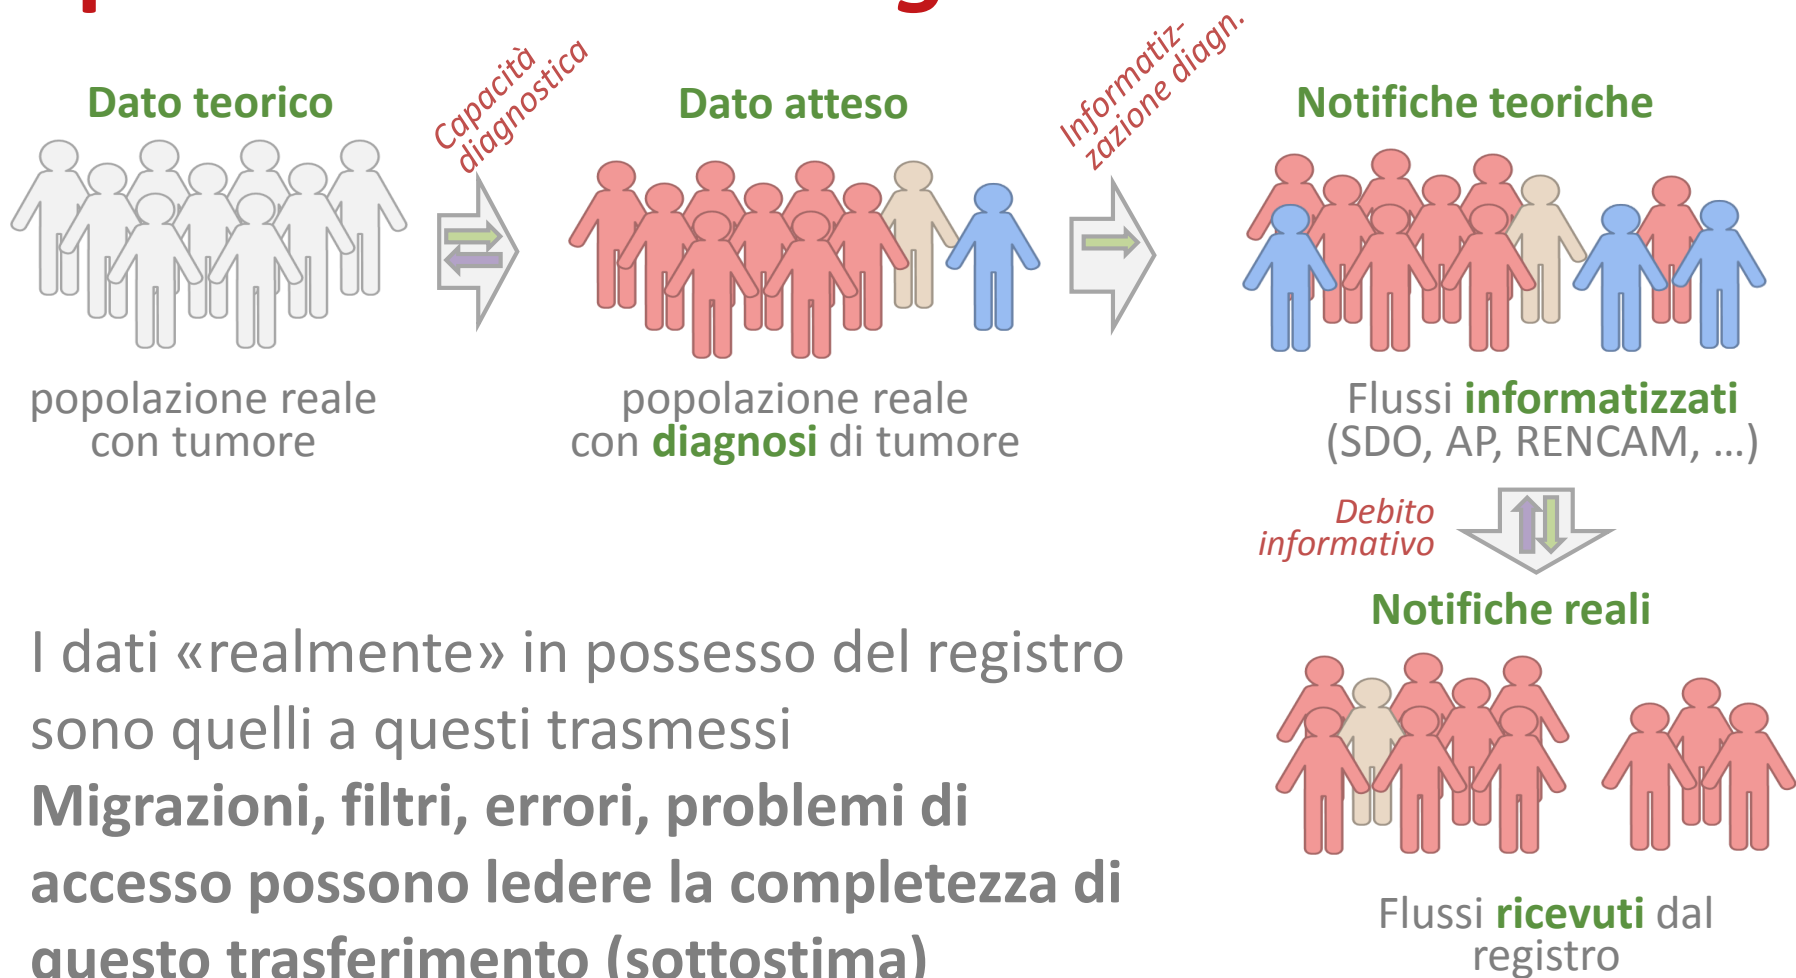 Dato teorico
Capacità
diagnostica
Dato atteso
Informatiz-
zazione diagn.
Notifiche teoriche
popolazione reale
con tumore
popolazione reale
con diagnosi di tumore
Flussi informatizzati
(SDO, AP, RENCAM, …)
Debito
informativo
Notifiche reali
I dati «realmente» in possesso del registro
sono quelli a questi trasmessi
Migrazioni, filtri, errori, problemi di
accesso possono ledere la completezza di
questo trasferimento (sottostima)
Flussi ricevuti dal
registro